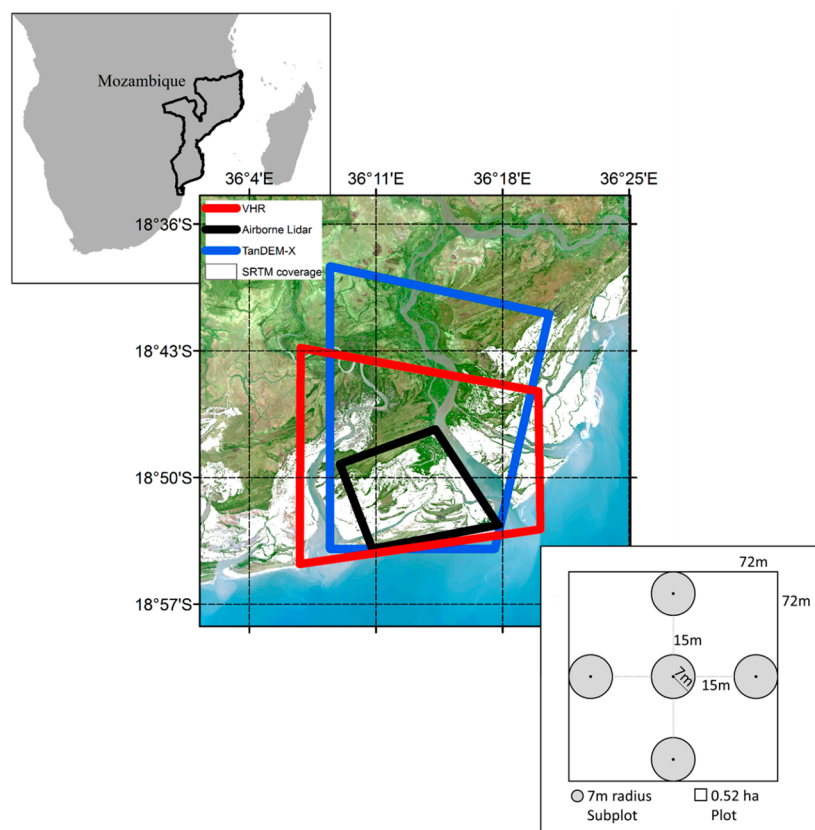 Mozambique
36°4'E
36°11'E
36°18'E
36°25'E
VHR
Airborne Lidar
TanDEM-X
SRTM coverage
18°36'S
18°43'S
18°50'S
18°57'S
72m
72m
15m
7m
15m
7m radius
Subplot
0.52 ha
Plot